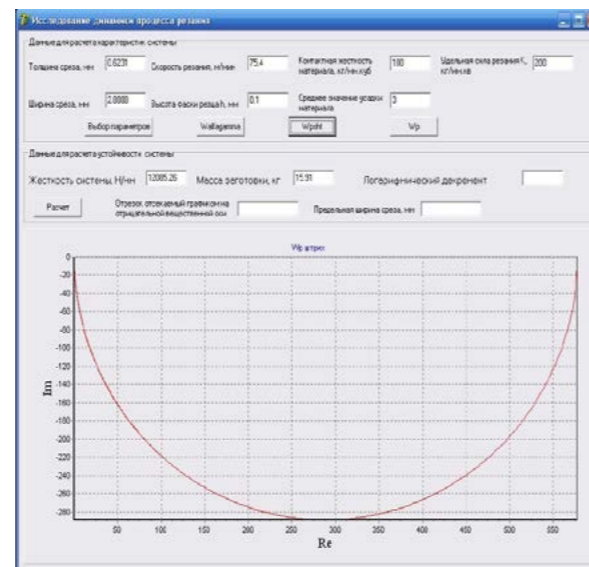 Исследование динамики процесса резания
Данные для расчета характеристик системы
Толщина среза, мм 0.6231 Скорость резания, м/мин 75.4 Контактная жесткость материала, кг/мм.куб 100 Удельная сила резания К, кг/мм.кв 200
Ширина среза, мм 2.0000 Высота фаски резца h, мм 0.1 Среднее значение усадки материала 3
Выбор параметров Wallagamma Wpsht Wp
Данные для расчета устойчивости системы
Жесткость системы, Н/мм 12085.26 Масса заготовки, кг 15.91 Логарифмический декремент
Расчет Отрезок отсекаемый графиком на отрицательной вещественной оси Предельная ширина среза, мм
Wp штрих
0
-20
-40
-60
-80
-100
-120
-140
-160
-180
-200
-220
-240
-260
-280
Im
50 100 150 200 250 300 350 400 450 500 550
Re